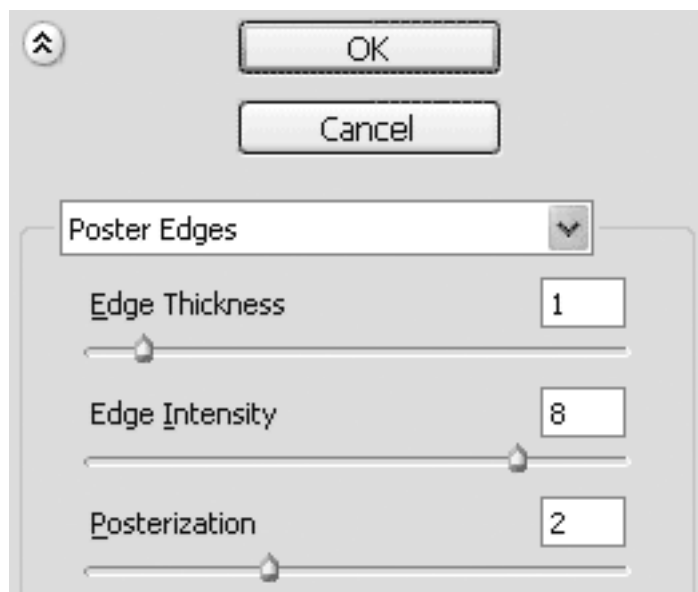 OK
Cancel
Poster Edges
Edge Thickness 1
Edge Intensity 8
Posterization 2